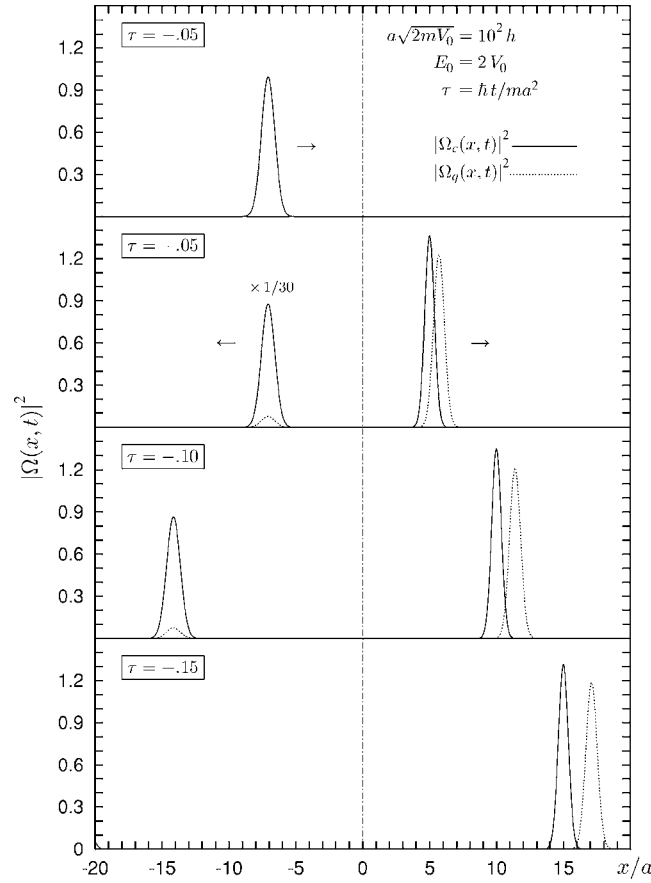 1.2
0.9
0.6
0.3
τ = −.05
a√2mV₀ = 10² h
E₀ = 2 V₀
τ = ℏ t/ma²
|Ω_c(x, t)|²
|Ω_q(x, t)|²
→
1.2
0.9
0.6
0.3
τ = −.05
× 1/30
←
→
1.2
0.9
0.6
0.3
τ = −.10
1.2
0.9
0.6
0.3
0
τ = −.15
|Ω(x, t)|²
-20 -15 -10 -5 0 5 10 15 x/a